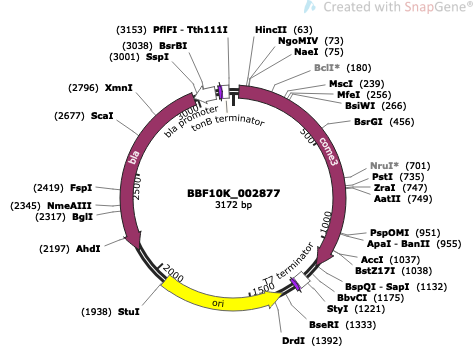 Created with SnapGene®
(3153) PflFI - Tth111I
HincII (63)
(3038) BsrBI
NgoMIV (73)
(3001) SspI
NaeI (75)
BclI* (180)
(2796) XmnI
MscI (239)
MfeI (256)
BsiWI (266)
(2677) ScaI
BsrGI (456)
bla promoter
tonB terminator
3000
500
come3
bla
NruI* (701)
PstI (735)
ZraI (747)
AatII (749)
(2419) FspI
(2345) NmeAIII
(2317) BglI
2500
BBF10K_002877
3172 bp
(2197) AhdI
PspOMI (951)
ApaI - BanII (955)
1000
AccI (1037)
BstZ17I (1038)
BspQI - SapI (1132)
BbvCI (1175)
StyI (1221)
T7 terminator
2000
1500
ori
(1938) StuI
BseRI (1333)
DrdI (1392)